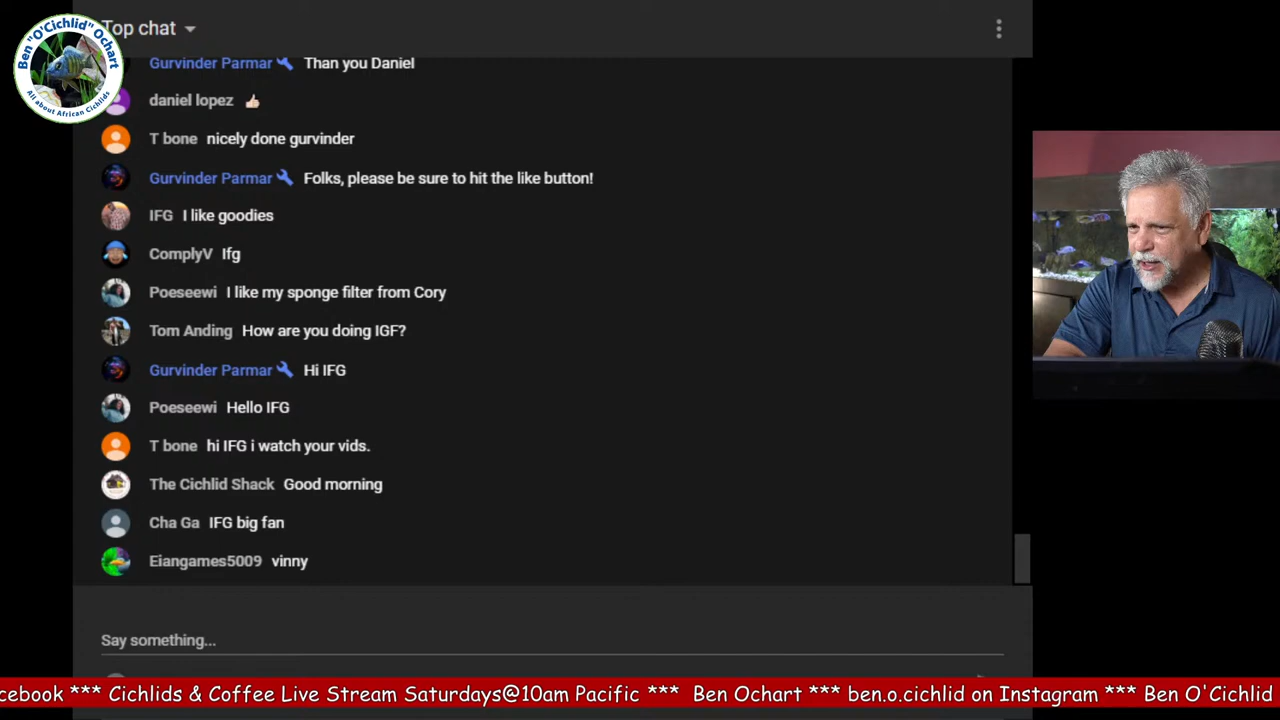 Ben "O'Cichlid" Ochart
All about African Cichlids
Top chat
Gurvinder Parmar Than you Daniel
daniel lopez 👍🏻
T bone nicely done gurvinder
Gurvinder Parmar Folks, please be sure to hit the like button!
IFG I like goodies
ComplyV Ifg
Poeseewi I like my sponge filter from Cory
Tom Anding How are you doing IGF?
Gurvinder Parmar Hi IFG
Poeseewi Hello IFG
T bone hi IFG i watch your vids.
The Cichlid Shack Good morning
Cha Ga IFG big fan
Eiangames5009 vinny
Say something...
cebook *** Cichlids & Coffee Live Stream Saturdays@10am Pacific *** Ben Ochart *** ben.o.cichlid on Instagram *** Ben O'Cichlid